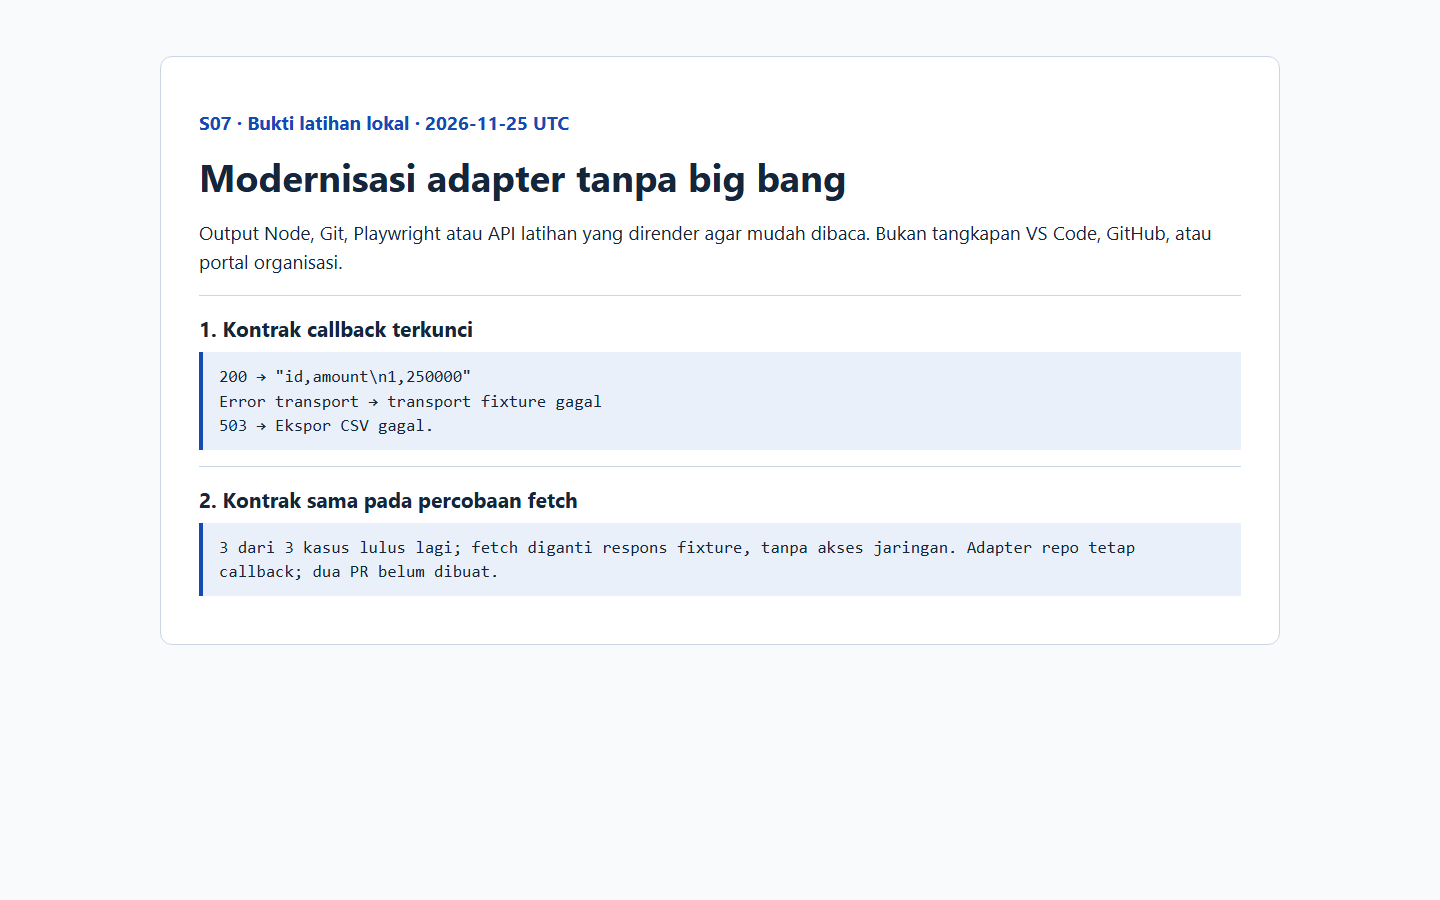 S07 · Bukti latihan lokal · 2026-11-25 UTC
Modernisasi adapter tanpa big bang
Output Node, Git, Playwright atau API latihan yang dirender agar mudah dibaca. Bukan tangkapan VS Code, GitHub, atau
portal organisasi.
1. Kontrak callback terkunci
200 → "id,amount\n1,250000"
Error transport → transport fixture gagal
503 → Ekspor CSV gagal.
2. Kontrak sama pada percobaan fetch
3 dari 3 kasus lulus lagi; fetch diganti respons fixture, tanpa akses jaringan. Adapter repo tetap
callback; dua PR belum dibuat.